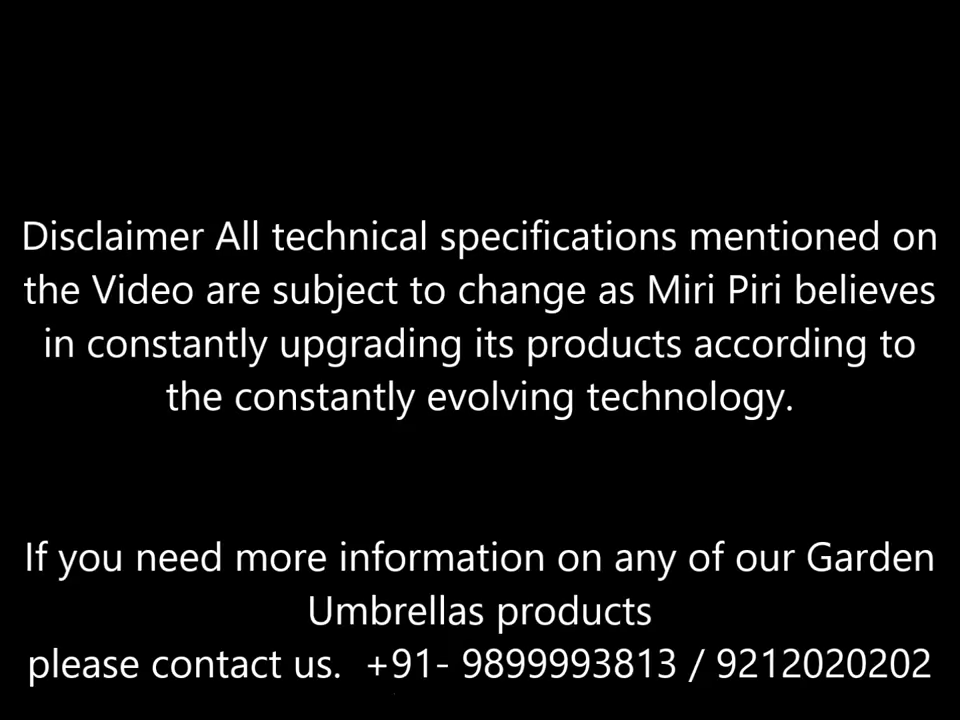 Disclaimer All technical specifications mentioned on
the Video are subject to change as Miri Piri believes
in constantly upgrading its products according to
the constantly evolving technology.
If you need more information on any of our Garden
Umbrellas products
please contact us.  +91- 9899993813 / 9212020202